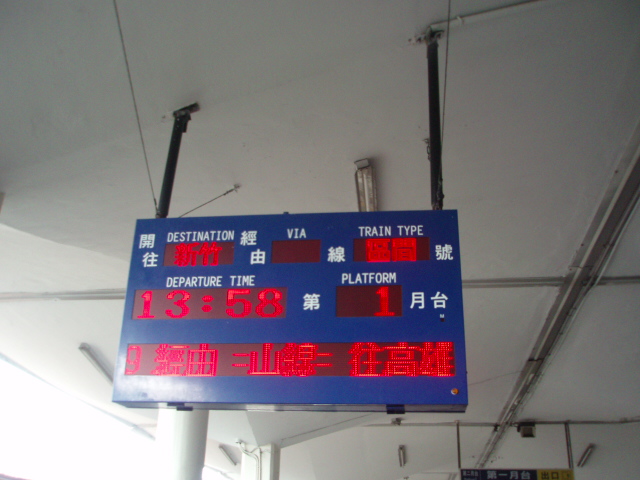 開往 DESTINATION 新竹 經由 VIA 線 TRAIN TYPE 區間 號
DEPARTURE TIME 13:58 第 PLATFORM 1 月台
經由 =山線= 往高雄
第一月台